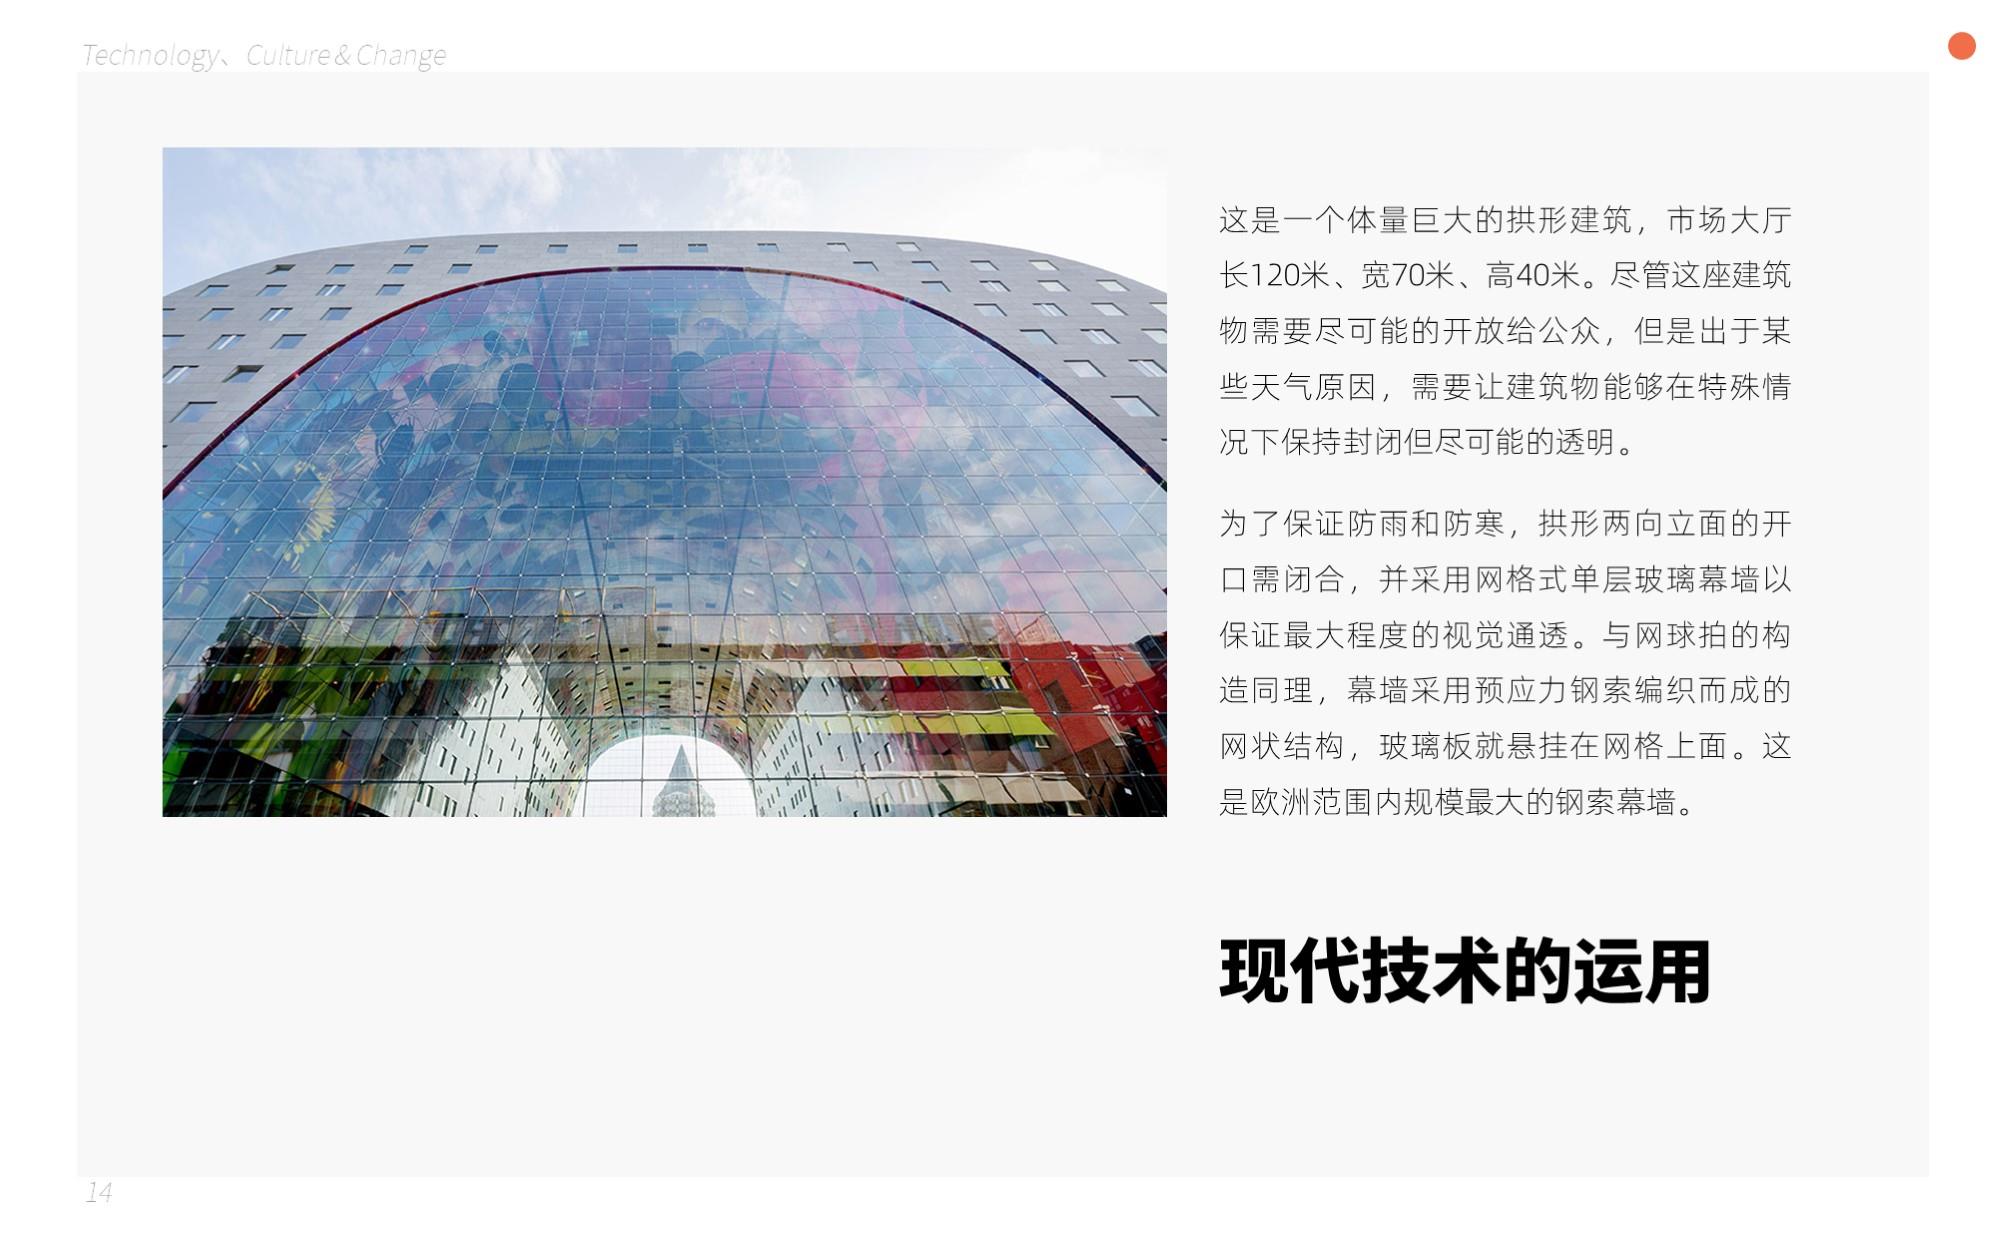 Technology、Culture＆Change
这是一个体量巨大的拱形建筑，市场大厅
长120米、宽70米、高40米。尽管这座建筑
物需要尽可能的开放给公众，但是出于某
些天气原因，需要让建筑物能够在特殊情
况下保持封闭但尽可能的透明。
为了保证防雨和防寒，拱形两向立面的开
口需闭合，并采用网格式单层玻璃幕墙以
保证最大程度的视觉通透。与网球拍的构
造同理，幕墙采用预应力钢索编织而成的
网状结构，玻璃板就悬挂在网格上面。这
是欧洲范围内规模最大的钢索幕墙。
现代技术的运用
14